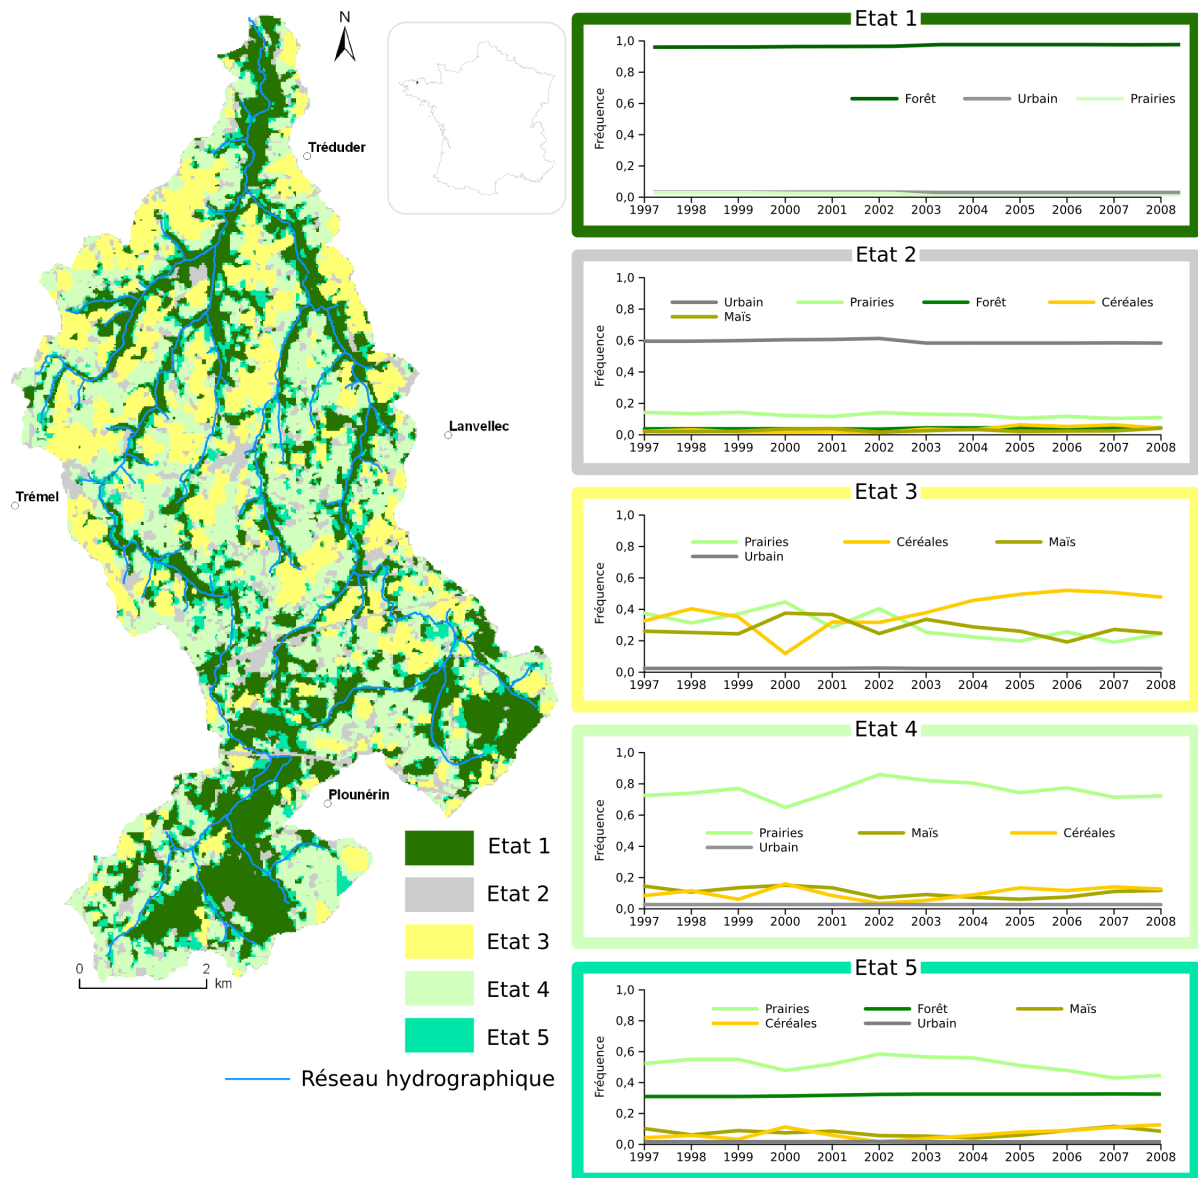 N
Tréduder
Lanvellec
Trémel
Plounérin
0 2
km
Etat 1
Etat 2
Etat 3
Etat 4
Etat 5
Réseau hydrographique
Etat 1
Fréquence
1,0
0,8
0,6
0,4
0,2
0,0
Forêt Urbain Prairies
1997 1998 1999 2000 2001 2002 2003 2004 2005 2006 2007 2008
Etat 2
Fréquence
1,0
0,8
0,6
0,4
0,2
0,0
Urbain Prairies Forêt Céréales
Maïs
1997 1998 1999 2000 2001 2002 2003 2004 2005 2006 2007 2008
Etat 3
Fréquence
1,0
0,8
0,6
0,4
0,2
0,0
Prairies Céréales Maïs
Urbain
1997 1998 1999 2000 2001 2002 2003 2004 2005 2006 2007 2008
Etat 4
Fréquence
1,0
0,8
0,6
0,4
0,2
0,0
Prairies Maïs Céréales
Urbain
1997 1998 1999 2000 2001 2002 2003 2004 2005 2006 2007 2008
Etat 5
Fréquence
1,0
0,8
0,6
0,4
0,2
0,0
Prairies Forêt Maïs
Céréales Urbain
1997 1998 1999 2000 2001 2002 2003 2004 2005 2006 2007 2008